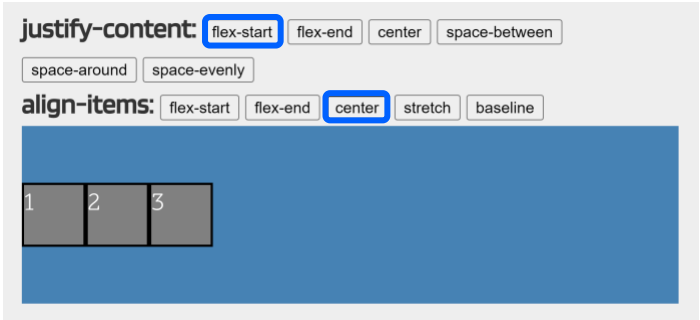 justify-content: flex-start flex-end center space-between
space-around space-evenly
align-items: flex-start flex-end center stretch baseline
1 2 3